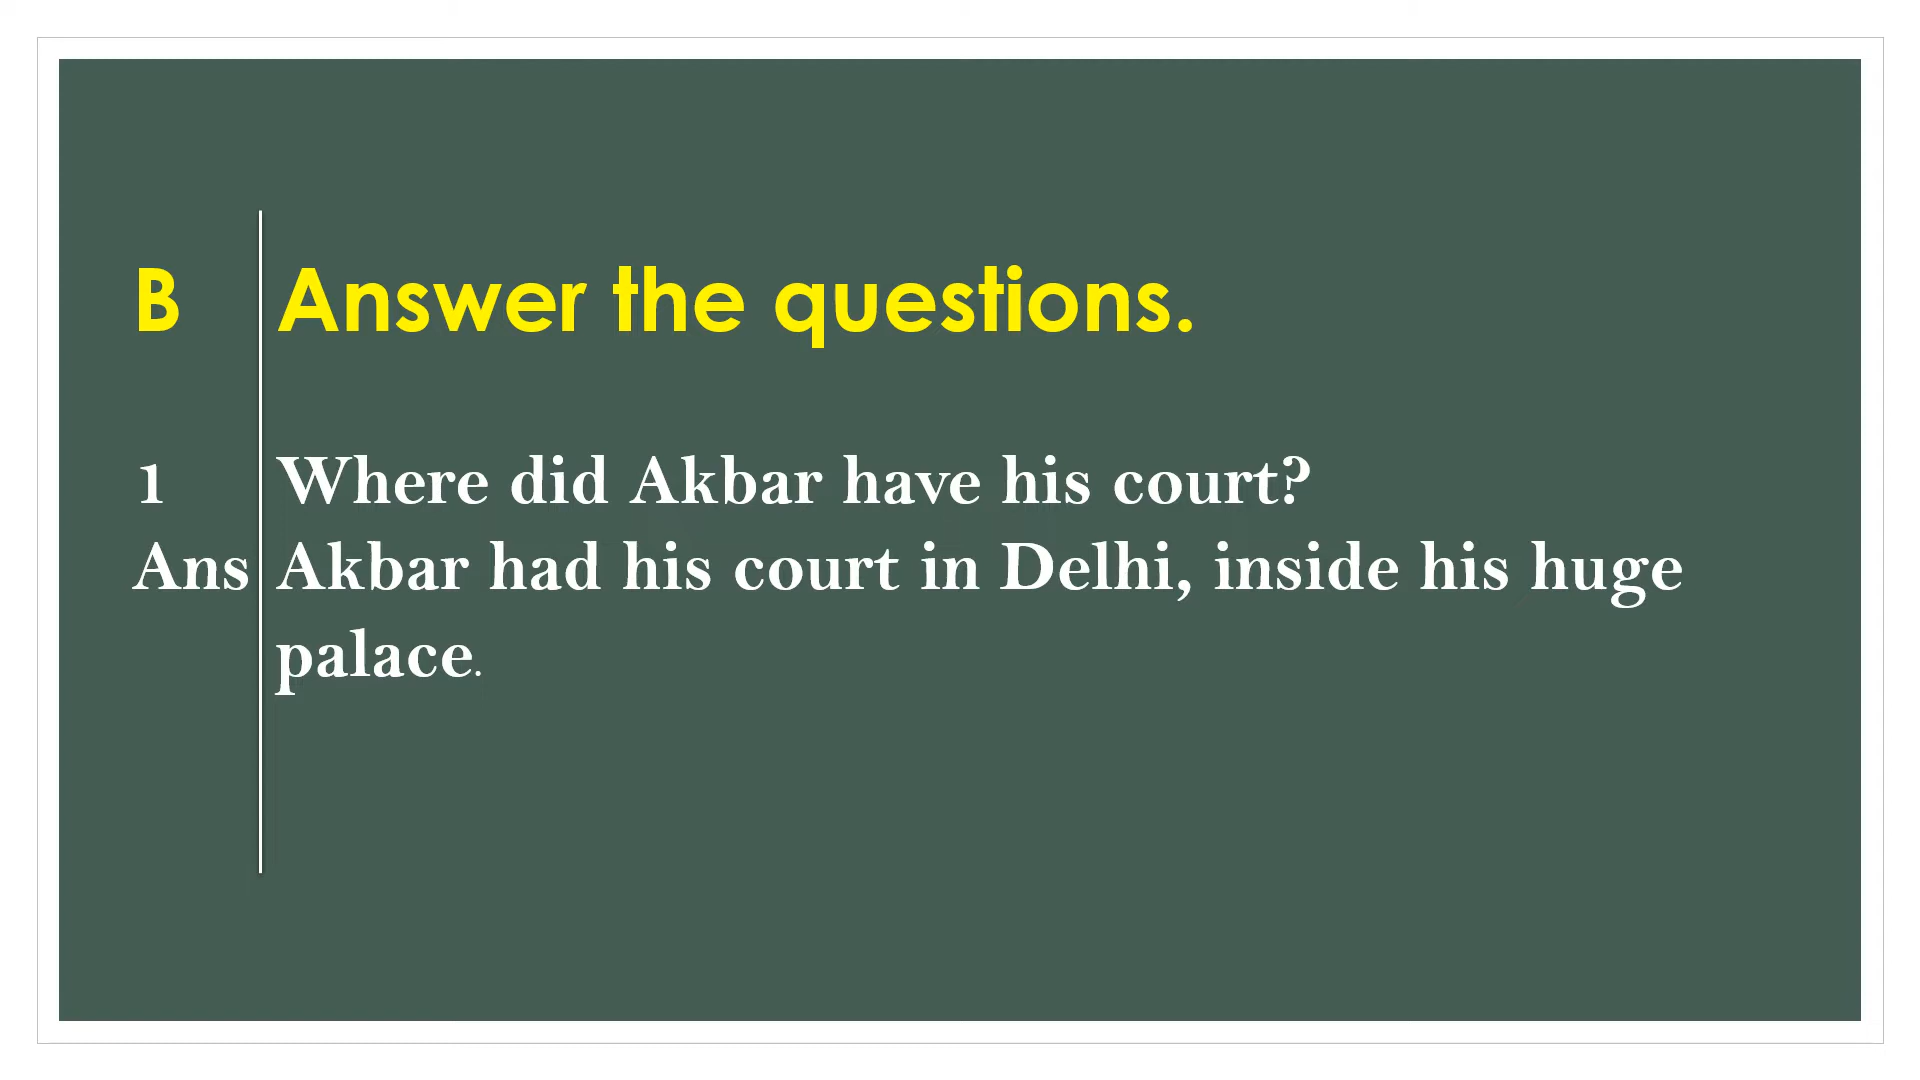 B Answer the questions.
1 Where did Akbar have his court?
Ans Akbar had his court in Delhi, inside his huge
palace.